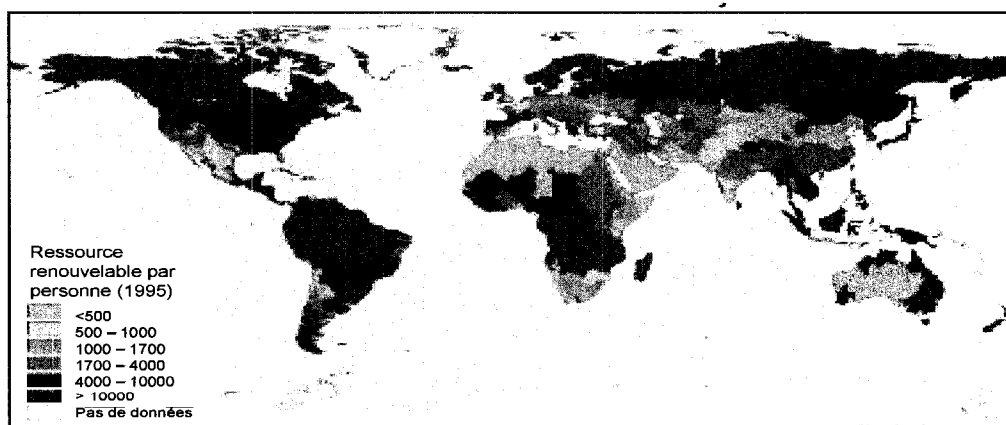 Ressource
renouvelable par
personne (1995)
<500
500 – 1000
1000 – 1700
1700 – 4000
4000 – 10000
> 10000
Pas de données